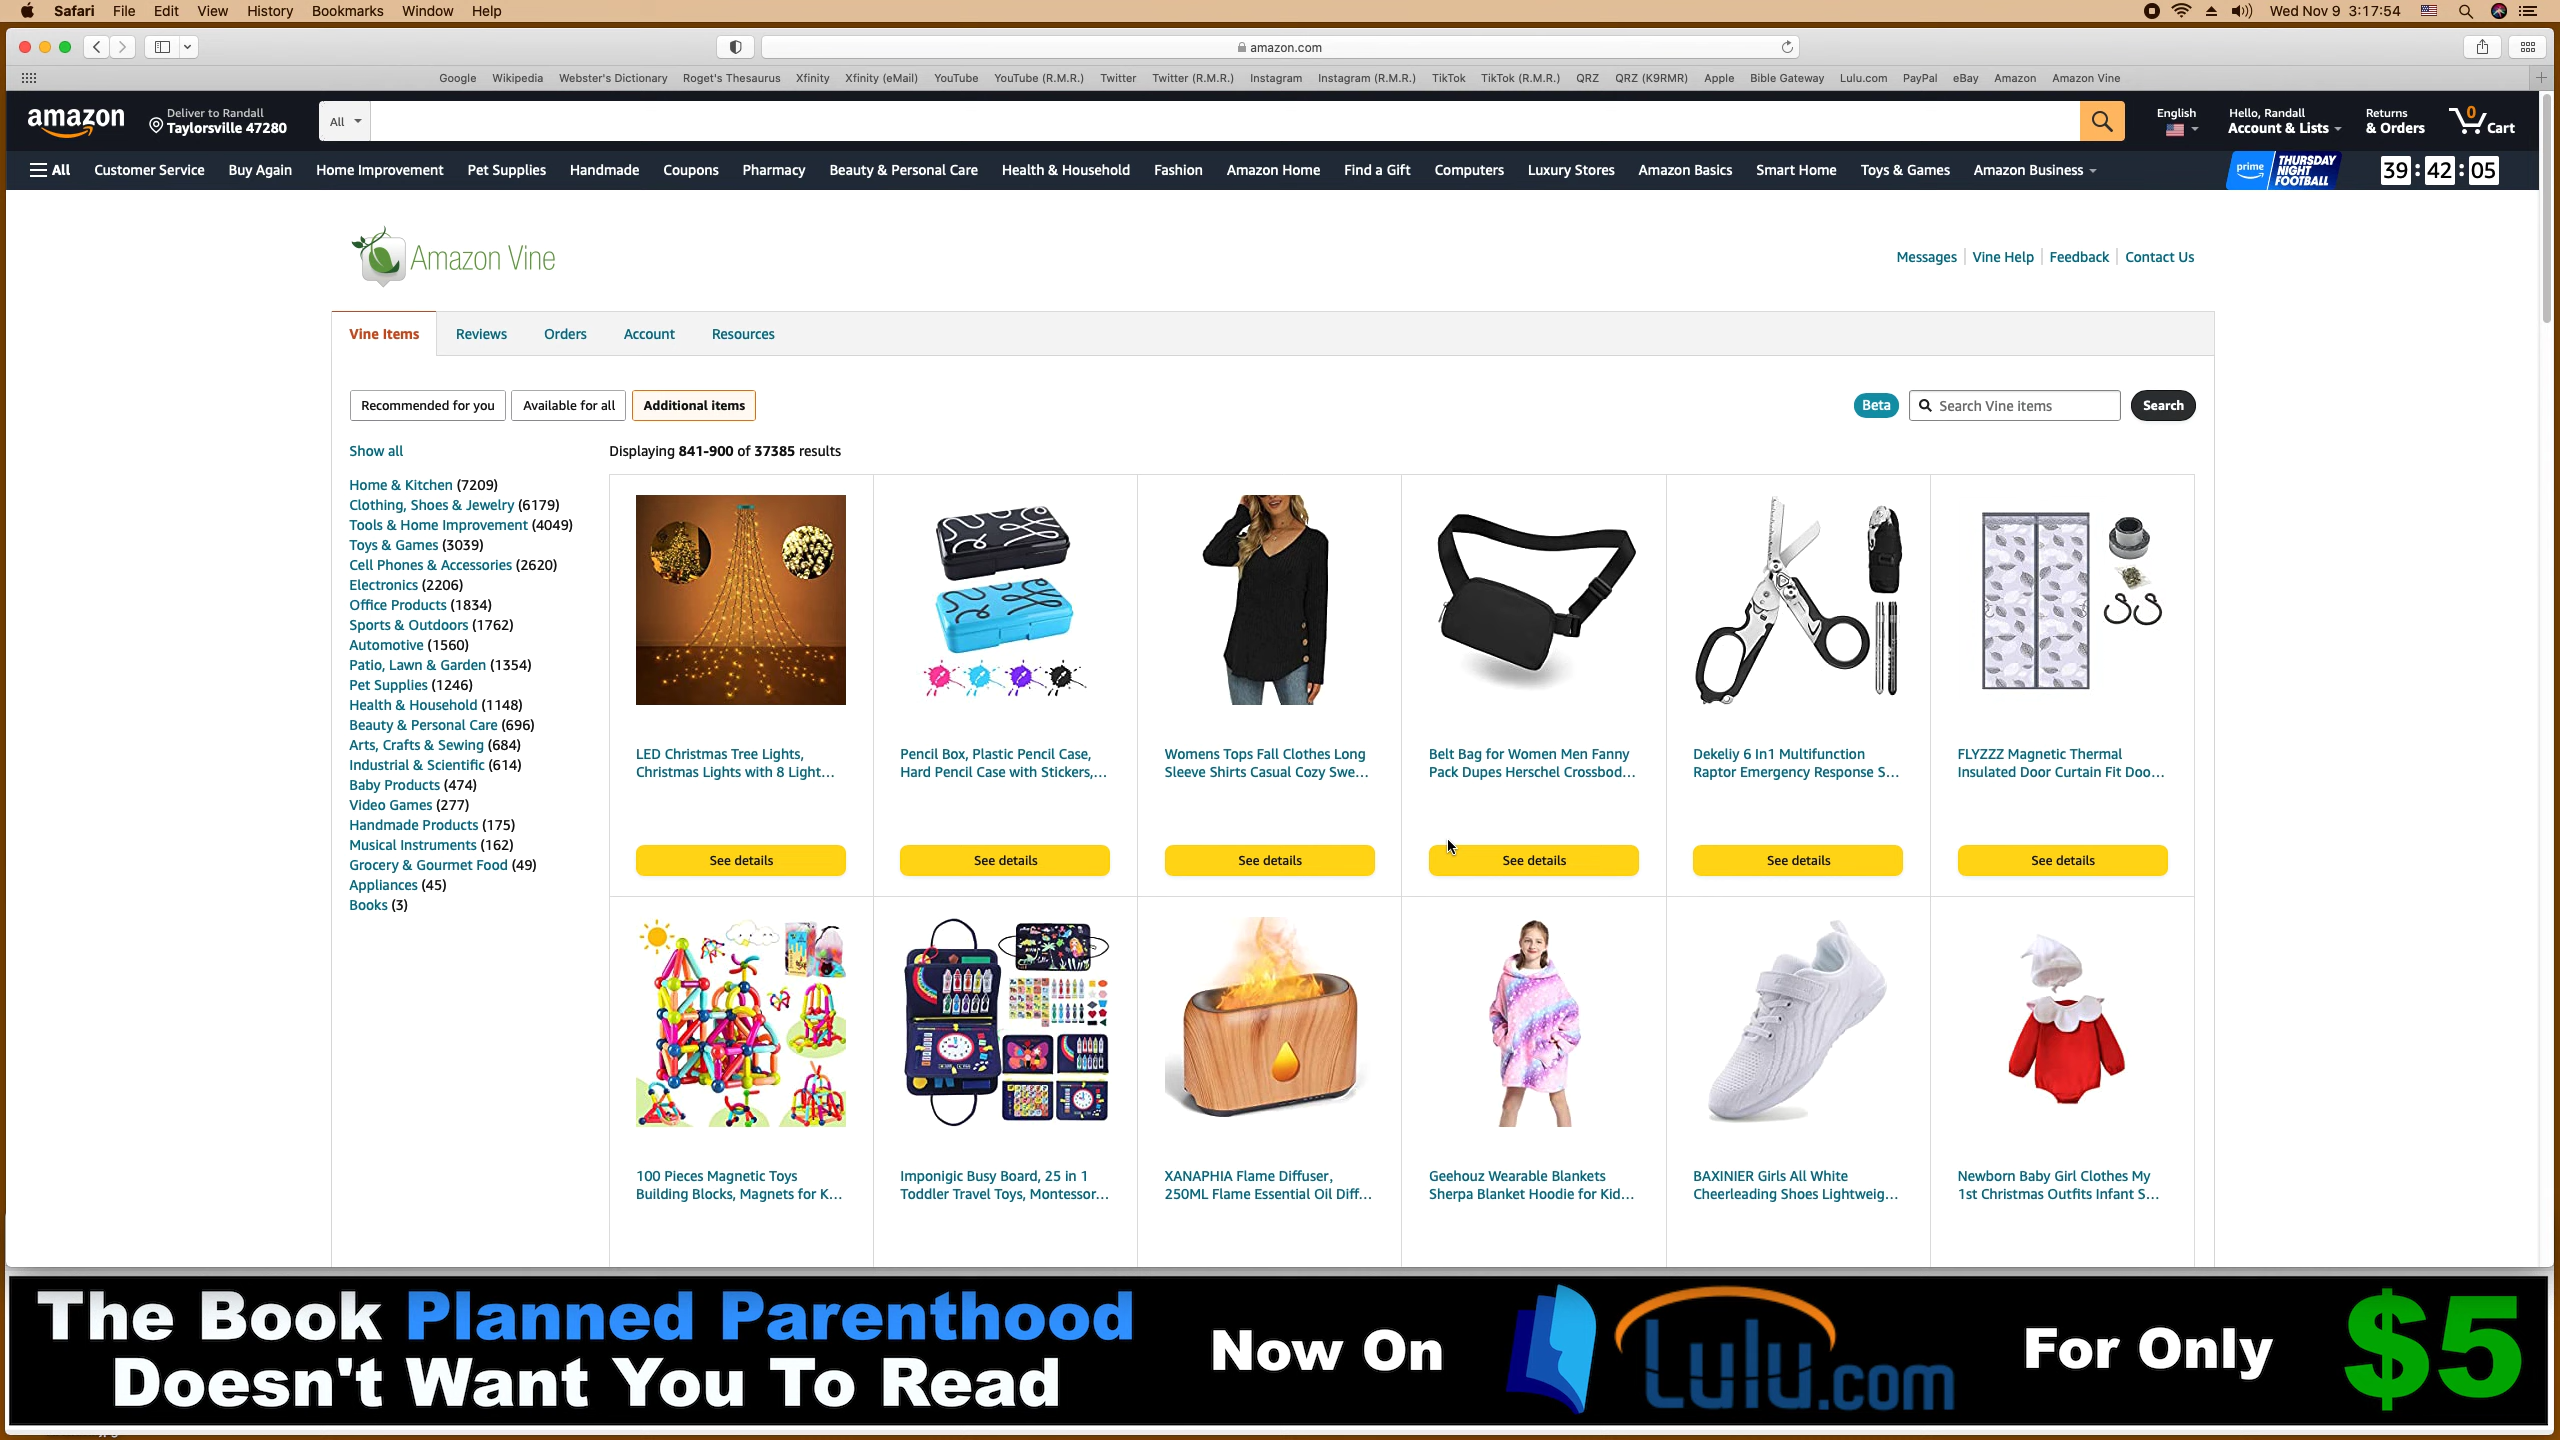 Safari File Edit View History Bookmarks Window Help
Wed Nov 9 3:17:54
amazon.com
Google Wikipedia Webster's Dictionary Roget's Thesaurus Xfinity Xfinity (eMail) YouTube YouTube (R.M.R.) Twitter Twitter (R.M.R.) Instagram Instagram (R.M.R.) TikTok TikTok (R.M.R.) QRZ QRZ (K9RMR) Apple Bible Gateway Lulu.com PayPal eBay Amazon Amazon Vine
amazon
Deliver to Randall
Taylorsville 47280
All
English
Hello, Randall
Account & Lists
Returns
& Orders
0
Cart
All Customer Service Buy Again Home Improvement Pet Supplies Handmade Coupons Pharmacy Beauty & Personal Care Health & Household Fashion Amazon Home Find a Gift Computers Luxury Stores Amazon Basics Smart Home Toys & Games Amazon Business
prime
THURSDAY
NIGHT
FOOTBALL
39:42:05
Amazon Vine
Messages Vine Help Feedback Contact Us
Vine Items Reviews Orders Account Resources
Recommended for you Available for all Additional items
Beta Search Vine items Search
Show all
Displaying 841-900 of 37385 results
Home & Kitchen (7209)
Clothing, Shoes & Jewelry (6179)
Tools & Home Improvement (4049)
Toys & Games (3039)
Cell Phones & Accessories (2620)
Electronics (2206)
Office Products (1834)
Sports & Outdoors (1762)
Automotive (1560)
Patio, Lawn & Garden (1354)
Pet Supplies (1246)
Health & Household (1148)
Beauty & Personal Care (696)
Arts, Crafts & Sewing (684)
Industrial & Scientific (614)
Baby Products (474)
Video Games (277)
Handmade Products (175)
Musical Instruments (162)
Grocery & Gourmet Food (49)
Appliances (45)
Books (3)
LED Christmas Tree Lights,
Christmas Lights with 8 Light...
See details
Pencil Box, Plastic Pencil Case,
Hard Pencil Case with Stickers,...
See details
Womens Tops Fall Clothes Long
Sleeve Shirts Casual Cozy Swe...
See details
Belt Bag for Women Men Fanny
Pack Dupes Herschel Crossbod...
See details
Dekeliy 6 In1 Multifunction
Raptor Emergency Response S...
See details
FLYZZZ Magnetic Thermal
Insulated Door Curtain Fit Doo...
See details
100 Pieces Magnetic Toys
Building Blocks, Magnets for K...
Imponigic Busy Board, 25 in 1
Toddler Travel Toys, Montessor...
XANAPHIA Flame Diffuser,
250ML Flame Essential Oil Diff...
Geehouz Wearable Blankets
Sherpa Blanket Hoodie for Kid...
BAXINIER Girls All White
Cheerleading Shoes Lightweig...
Newborn Baby Girl Clothes My
1st Christmas Outfits Infant S...
The Book Planned Parenthood
Doesn't Want You To Read
Now On
Lulu.com
For Only
$5